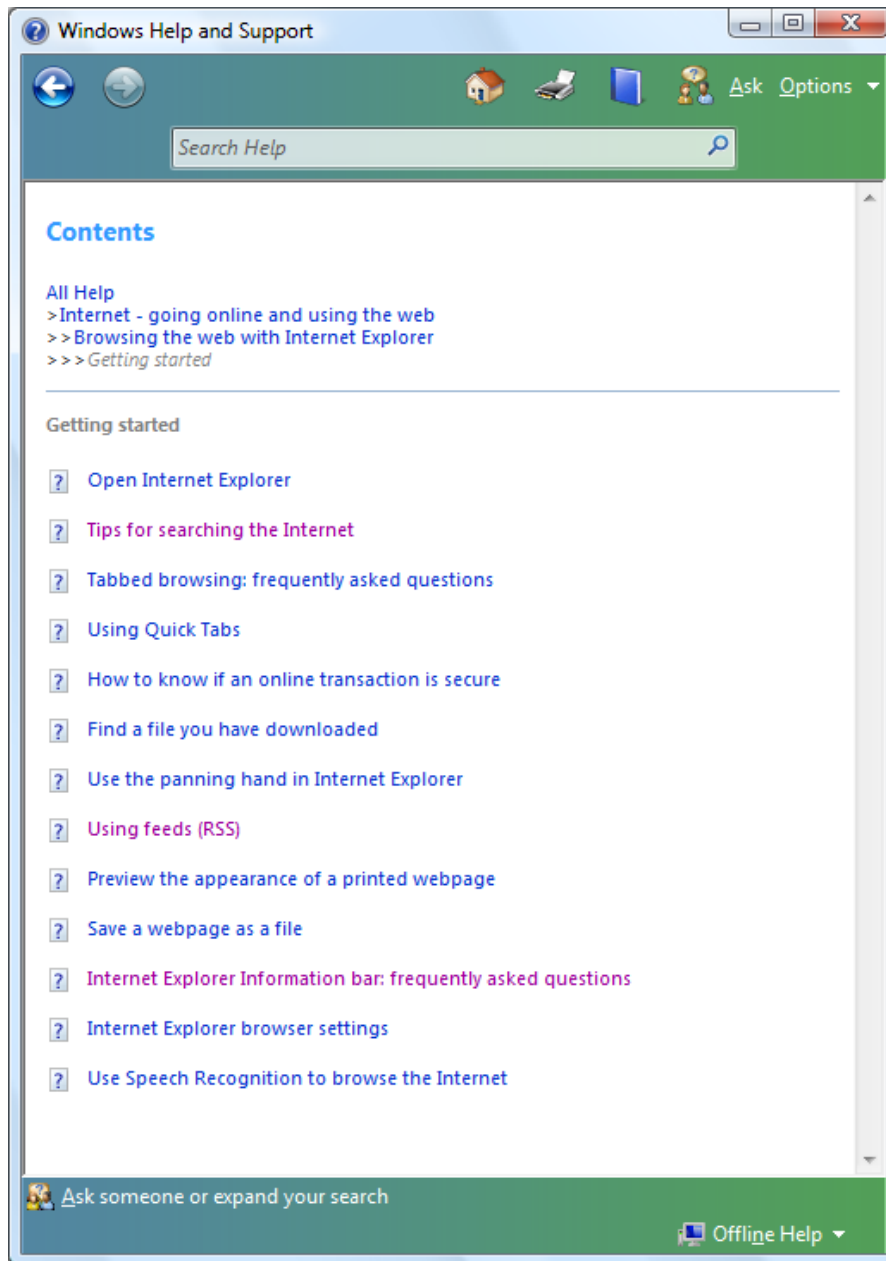 Windows Help and Support
Ask Options
Search Help
Contents
All Help
>Internet - going online and using the web
>>Browsing the web with Internet Explorer
>>>Getting started
Getting started
Open Internet Explorer
Tips for searching the Internet
Tabbed browsing: frequently asked questions
Using Quick Tabs
How to know if an online transaction is secure
Find a file you have downloaded
Use the panning hand in Internet Explorer
Using feeds (RSS)
Preview the appearance of a printed webpage
Save a webpage as a file
Internet Explorer Information bar: frequently asked questions
Internet Explorer browser settings
Use Speech Recognition to browse the Internet
Ask someone or expand your search
Offline Help